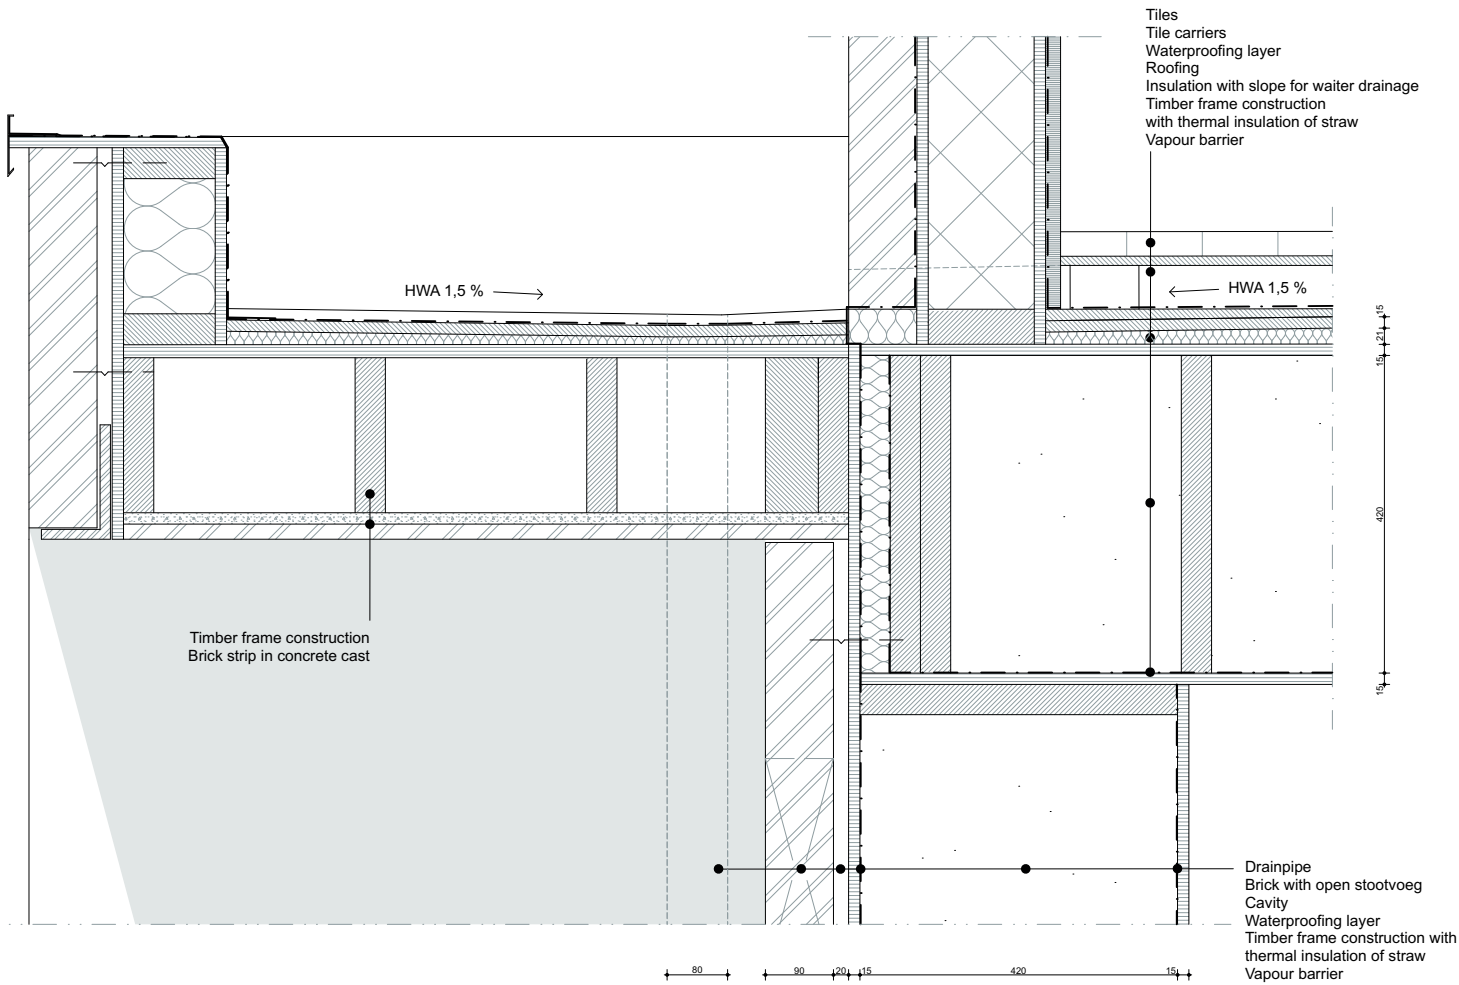 Tiles
Tile carriers
Waterproofing layer
Roofing
Insulation with slope for waiter drainage
Timber frame construction
with thermal insulation of straw
Vapour barrier
HWA 1,5 %
HWA 1,5 %
15
21
15
420
15
Timber frame construction
Brick strip in concrete cast
Drainpipe
Brick with open stootvoeg
Cavity
Waterproofing layer
Timber frame construction with
thermal insulation of straw
Vapour barrier
80
90
20
15
420
15